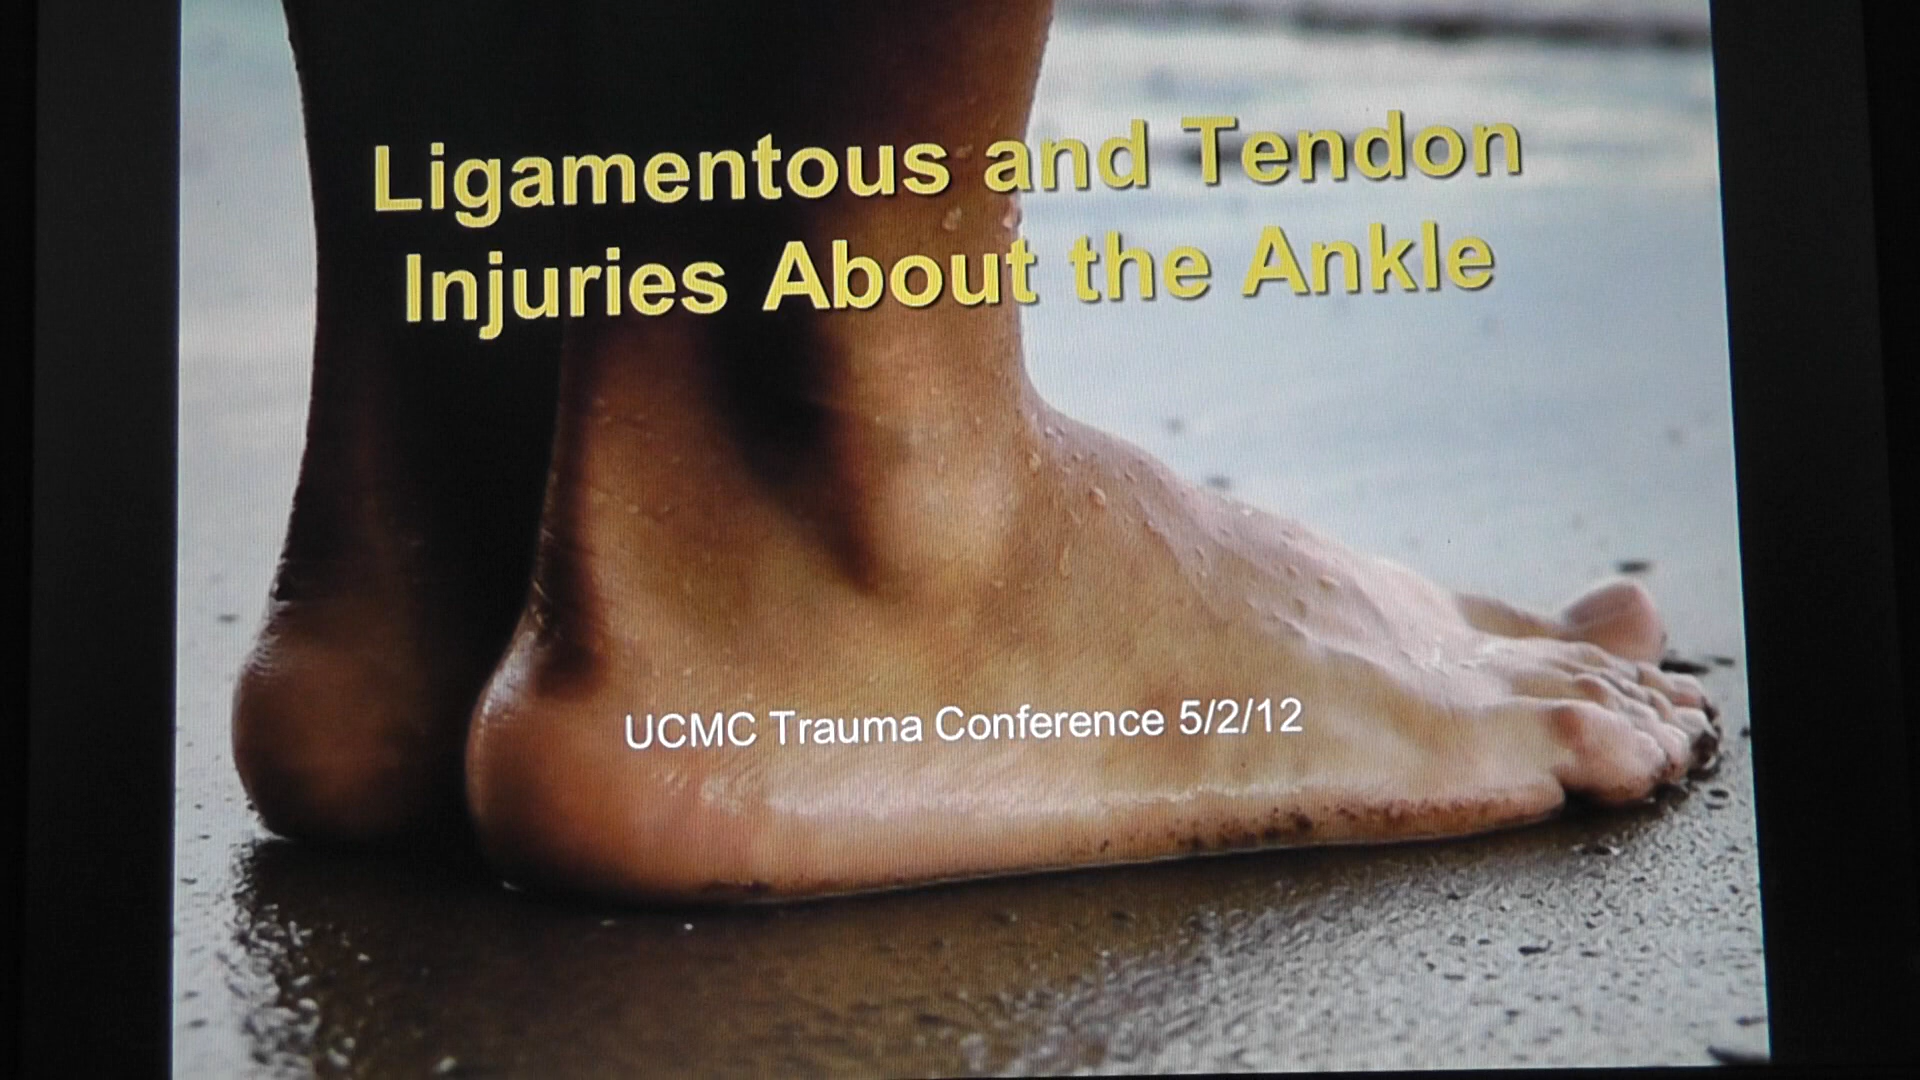 Ligamentous and Tendon
Injuries About the Ankle
UCMC Trauma Conference 5/2/12